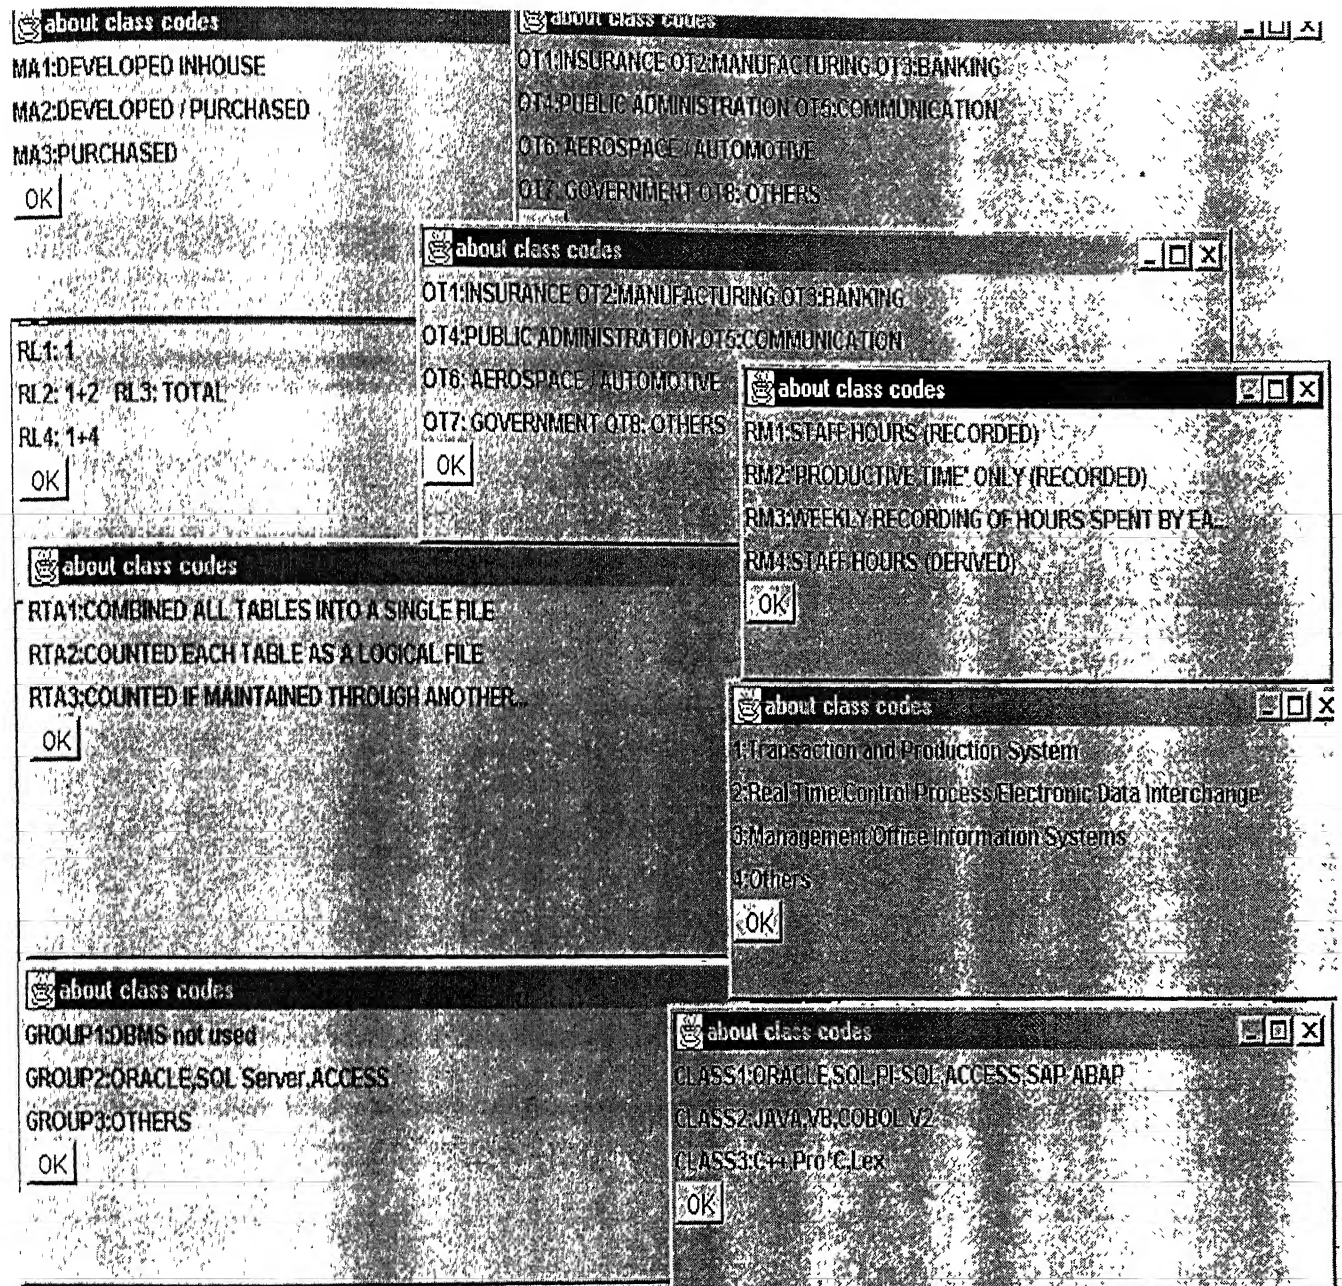 about class codes
MA1:DEVELOPED INHOUSE
MA2:DEVELOPED / PURCHASED
MA3:PURCHASED
OK
about class codes
OT1:INSURANCE OT2:MANUFACTURING OT3:BANKING
OT4:PUBLIC ADMINISTRATION OT5:COMMUNICATION
OT6: AEROSPACE / AUTOMOTIVE
OT7: GOVERNMENT OT8: OTHERS
about class codes
OT1:INSURANCE OT2:MANUFACTURING OT3:BANKING
OT4:PUBLIC ADMINISTRATION OT5:COMMUNICATION
OT6: AEROSPACE / AUTOMOTIVE
OT7: GOVERNMENT OT8: OTHERS
OK
RL1: 1
RL2: 1+2 RL3: TOTAL
RL4: 1+4
OK
about class codes
RM1:STAFF HOURS (RECORDED)
RM2:"PRODUCTIVE TIME" ONLY (RECORDED)
RM3:WEEKLY RECORDING OF HOURS SPENT BY EA...
RM4:STAFF HOURS (DERIVED)
OK
about class codes
RTA1:COMBINED ALL TABLES INTO A SINGLE FILE
RTA2:COUNTED EACH TABLE AS A LOGICAL FILE
RTA3:COUNTED IF MAINTAINED THROUGH ANOTHER...
OK
about class codes
1:Transaction and Production System
2:Real Time/Control Process/Electronic Data Interchange
3:Management/Office Information Systems
4:Others
OK
about class codes
GROUP1:DBMS not used
GROUP2:ORACLE,SQL Server,ACCESS
GROUP3:OTHERS
OK
about class codes
CLASS1:ORACLE,SQL,Pl-SQL,ACCESS,SAP,ABAP
CLASS2:JAVA,VB,COBOL V2
CLASS3:C++,Pro*C,Lex
OK